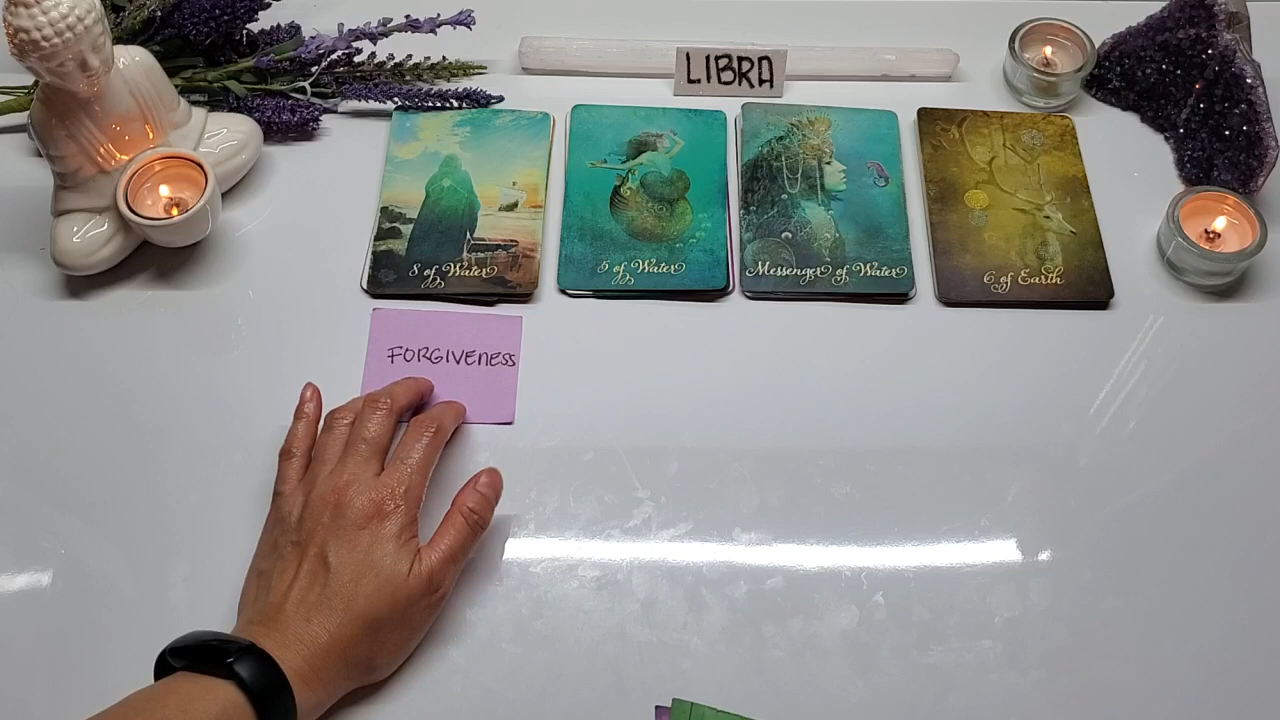 LIBRA
8 of Water
5 of Water
Messenger of Water
6 of Earth
FORGIVENESS